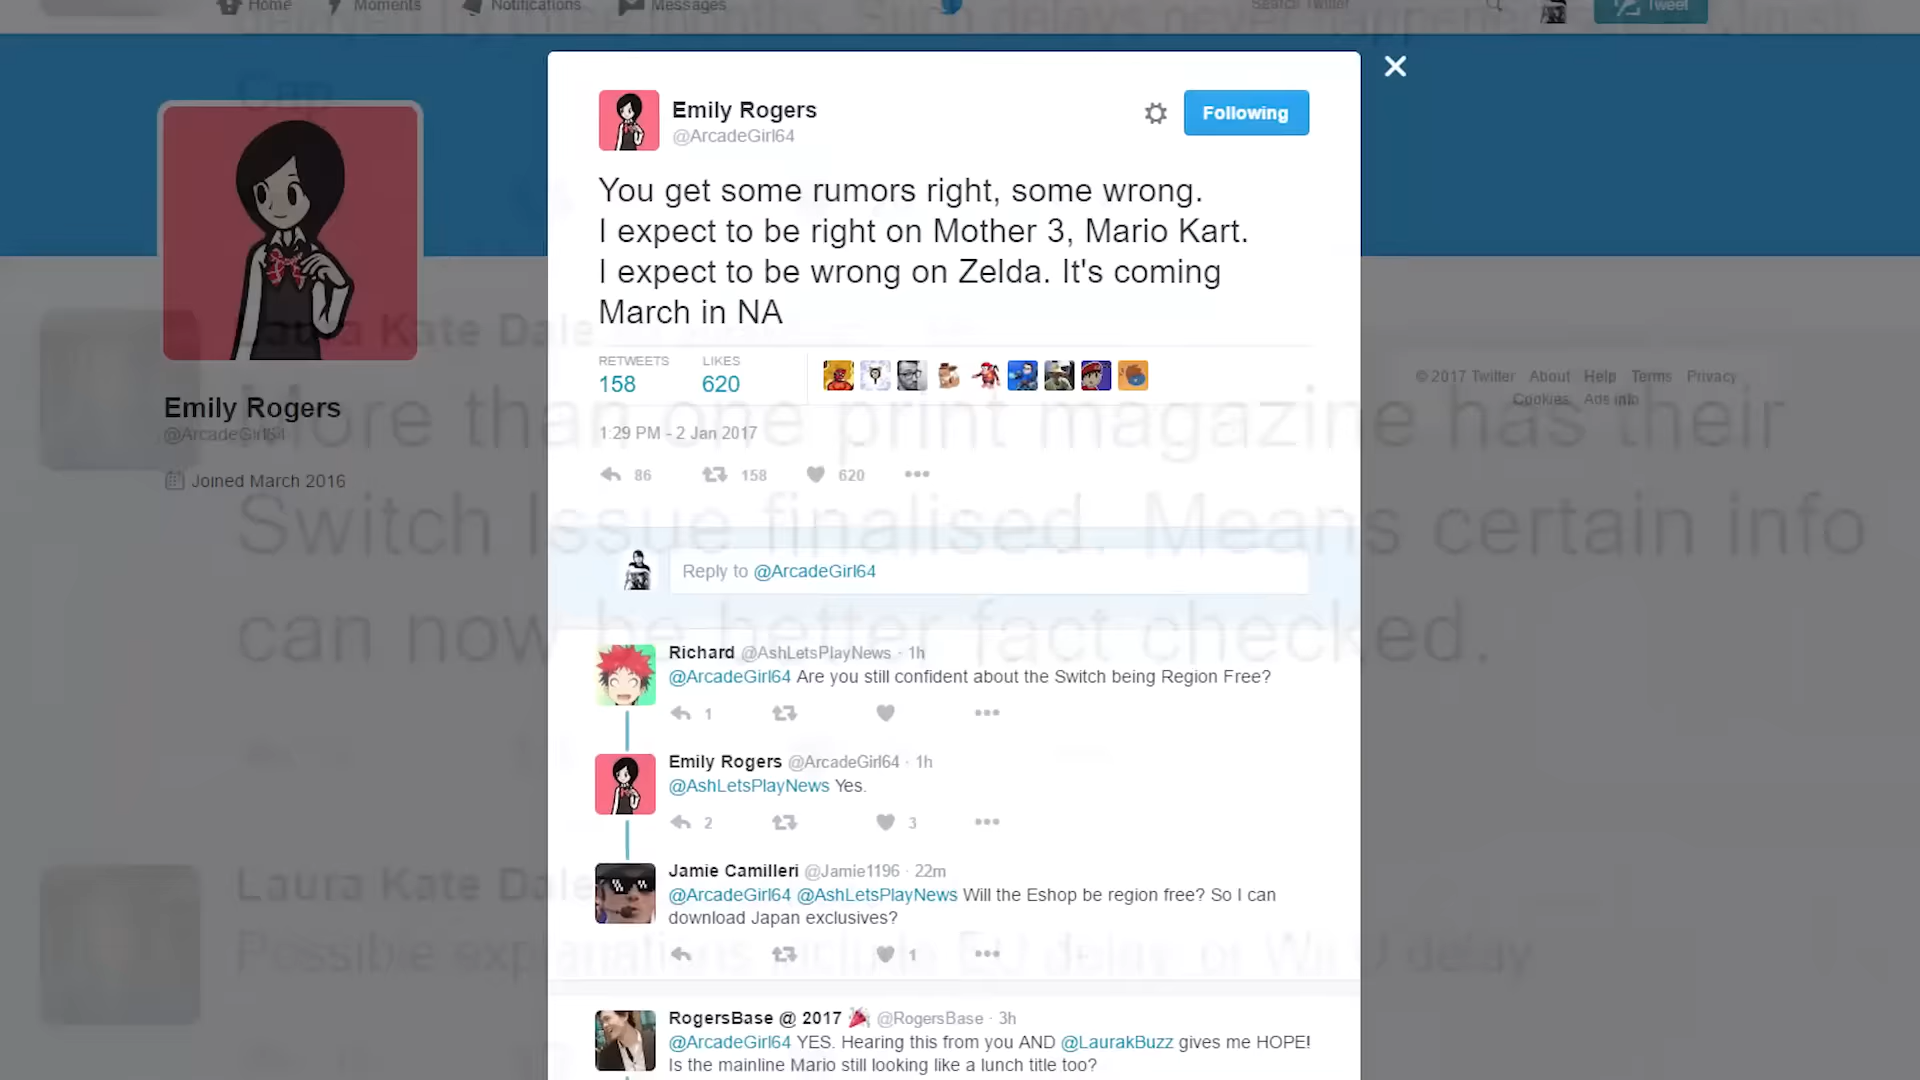 Home Moments Notifications Messages Search Twitter Tweet
Cup
Emily Rogers
@ArcadeGirl64
Following
You get some rumors right, some wrong.
I expect to be right on Mother 3, Mario Kart.
I expect to be wrong on Zelda. It's coming
March in NA
RETWEETS LIKES
158 620
1:29 PM - 2 Jan 2017
86 158 620
Reply to @ArcadeGirl64
Richard @AshLetsPlayNews · 1h
@ArcadeGirl64 Are you still confident about the Switch being Region Free?
1
Emily Rogers @ArcadeGirl64 · 1h
@AshLetsPlayNews Yes.
2 3
Jamie Camilleri @Jamie1196 · 22m
@ArcadeGirl64 @AshLetsPlayNews Will the Eshop be region free? So I can
download Japan exclusives?
1
RogersBase @ 2017 @RogersBase · 3h
@ArcadeGirl64 YES. Hearing this from you AND @LaurakBuzz gives me HOPE!
Is the mainline Mario still looking like a lunch title too?
Emily Rogers
@ArcadeGirl64
Joined March 2016
© 2017 Twitter About Help Terms Privacy
Cookies Ads info
Laura Kate Dale
More than one print magazine has their
Switch Issue finalised. Means certain info
can now be better fact checked.
Laura Kate Dale
Possible explanations include EU delay, or Wii U delay